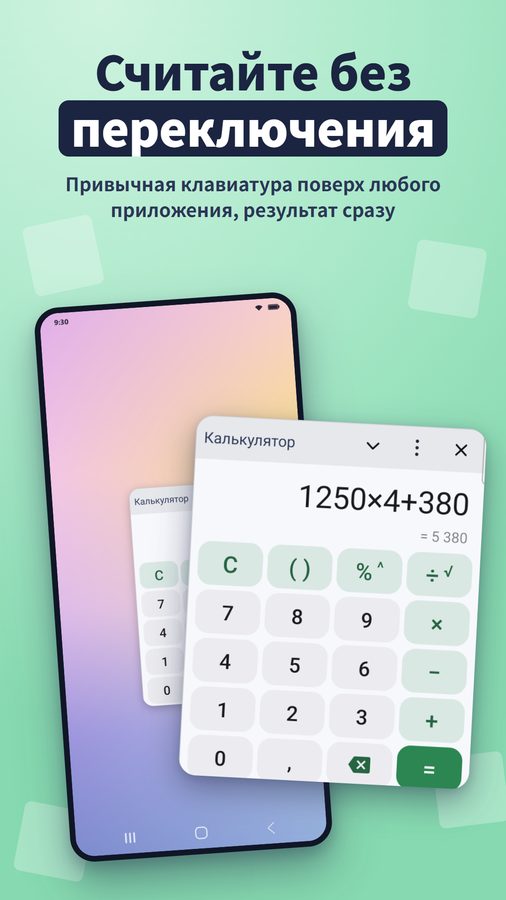 Считайте без
переключения
Привычная клавиатура поверх любого
приложения, результат сразу
9:30
Калькулятор
C
7
4
1
0
Калькулятор
1250×4+380
= 5 380
C ( ) % ^ ÷ √
7 8 9 ×
4 5 6 −
1 2 3 +
0 , =